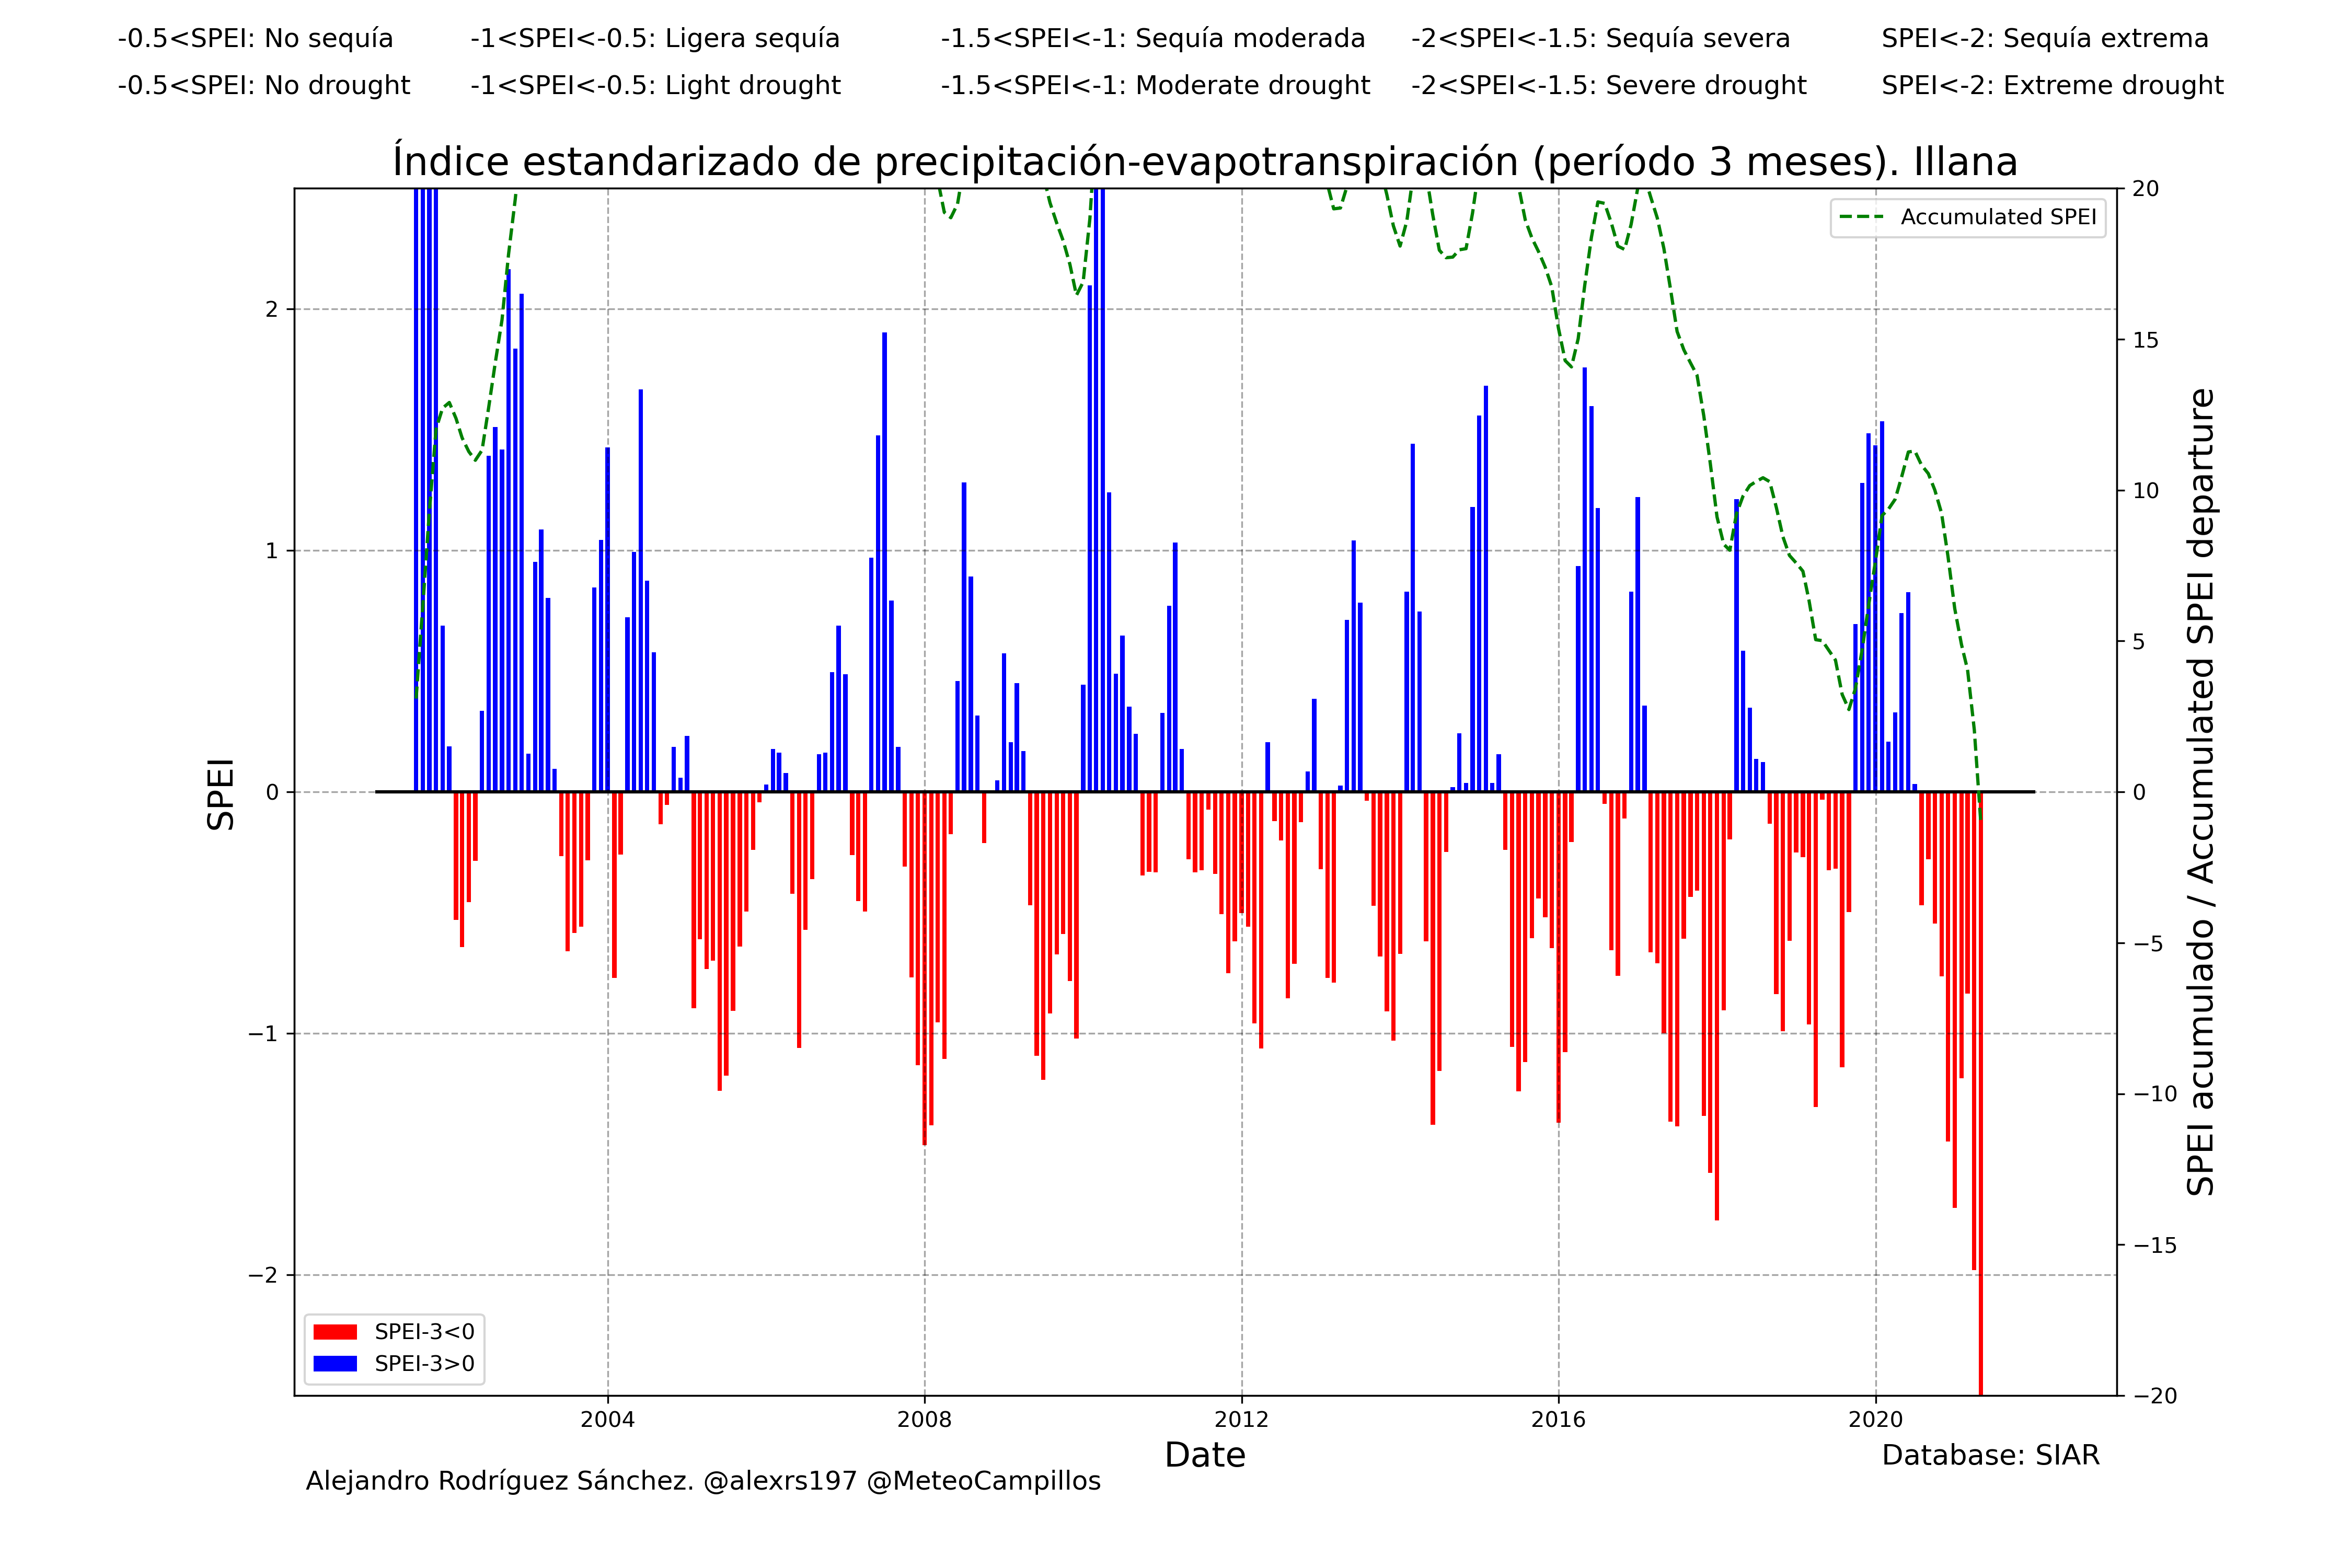 -0.5<SPEI: No sequía -1<SPEI<-0.5: Ligera sequía -1.5<SPEI<-1: Sequía moderada -2<SPEI<-1.5: Sequía severa SPEI<-2: Sequía extrema
-0.5<SPEI: No drought -1<SPEI<-0.5: Light drought -1.5<SPEI<-1: Moderate drought -2<SPEI<-1.5: Severe drought SPEI<-2: Extreme drought
Índice estandarizado de precipitación-evapotranspiración (período 3 meses). Illana
SPEI
2
1
0
−1
−2
Accumulated SPEI
20
15
10
5
0
−5
−10
−15
−20
SPEI acumulado / Accumulated SPEI departure
SPEI-3<0
SPEI-3>0
2004 2008 2012 2016 2020
Date
Database: SIAR
Alejandro Rodríguez Sánchez. @alexrs197 @MeteoCampillos